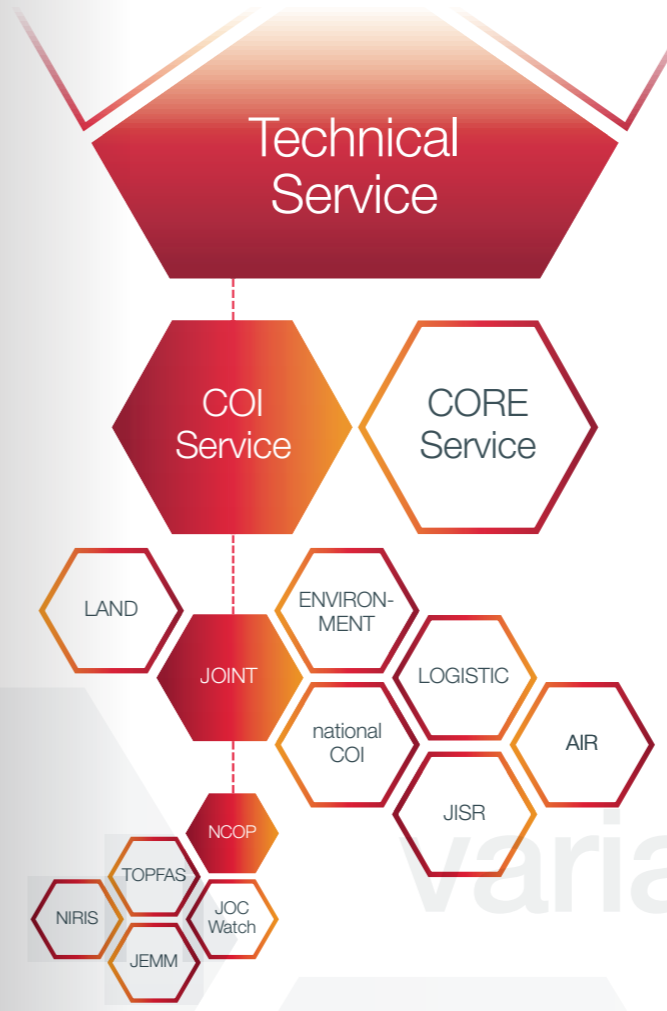 Technical
Service
COI
Service
CORE
Service
LAND
ENVIRON-
MENT
JOINT
LOGISTIC
national
COI
AIR
JISR
NCOP
varia
TOPFAS
NIRIS
JOC
Watch
JEMM